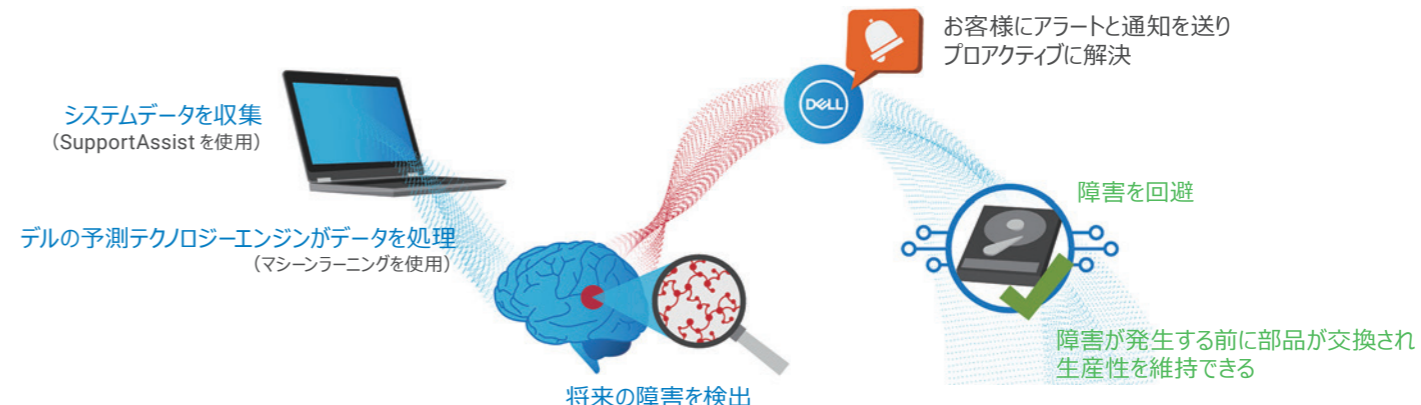 お客様にアラートと通知を送り
プロアクティブに解決
DELL
システムデータを収集
（SupportAssist を使用）
障害を回避
デルの予測テクノロジーエンジンがデータを処理
（マシーンラーニングを使用）
障害が発生する前に部品が交換され
生産性を維持できる
将来の障害を検出